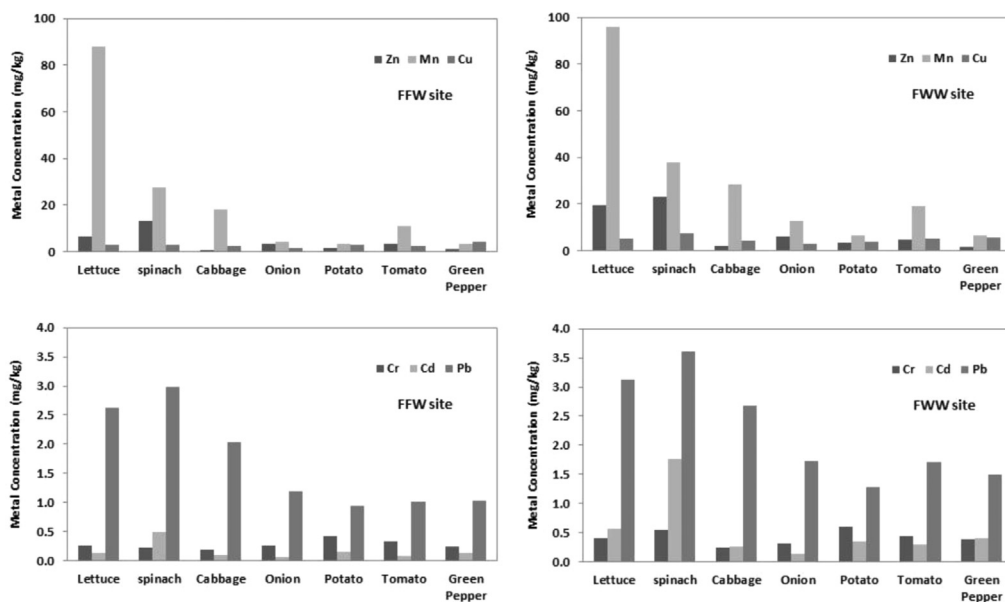 Metal Concentration (mg/kg)
100
80
60
40
20
0
Zn Mn Cu
FFW site
Lettuce spinach Cabbage Onion Potato Tomato Green
Pepper
Metal Concentration (mg/kg)
100
80
60
40
20
0
Zn Mn Cu
FWW site
Lettuce spinach Cabbage Onion Potato Tomato Green
Pepper
Metal Concentration (mg/kg)
4.0
3.5
3.0
2.5
2.0
1.5
1.0
0.5
0.0
Cr Cd Pb
FFW site
Lettuce spinach Cabbage Onion Potato Tomato Green
Pepper
Metal Concentration (mg/kg)
4.0
3.5
3.0
2.5
2.0
1.5
1.0
0.5
0.0
Cr Cd Pb
FWW site
Lettuce spinach Cabbage Onion Potato Tomato Green
Pepper